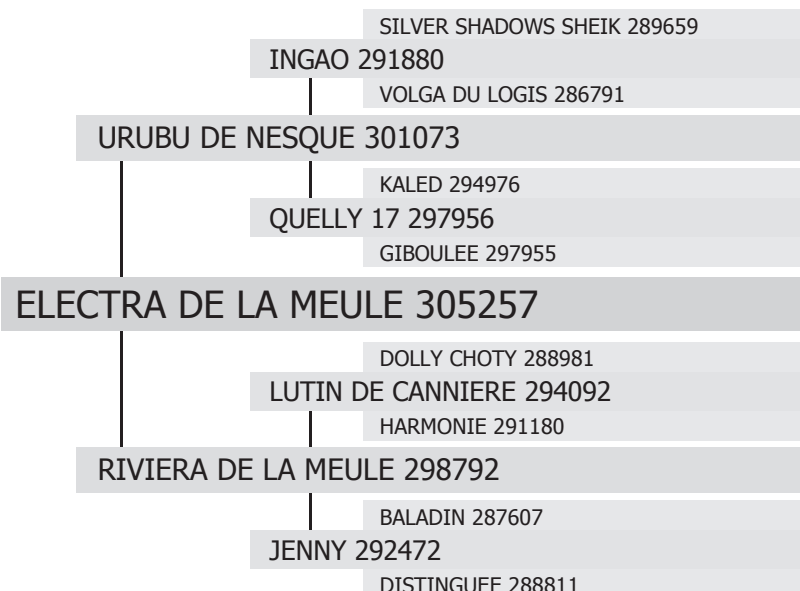 SILVER SHADOWS SHEIK 289659
INGAO 291880
VOLGA DU LOGIS 286791
URUBU DE NESQUE 301073
KALED 294976
QUELLY 17 297956
GIBOULEE 297955
ELECTRA DE LA MEULE 305257
DOLLY CHOTY 288981
LUTIN DE CANNIERE 294092
HARMONIE 291180
RIVIERA DE LA MEULE 298792
BALADIN 287607
JENNY 292472
DISTINGUEE 288811